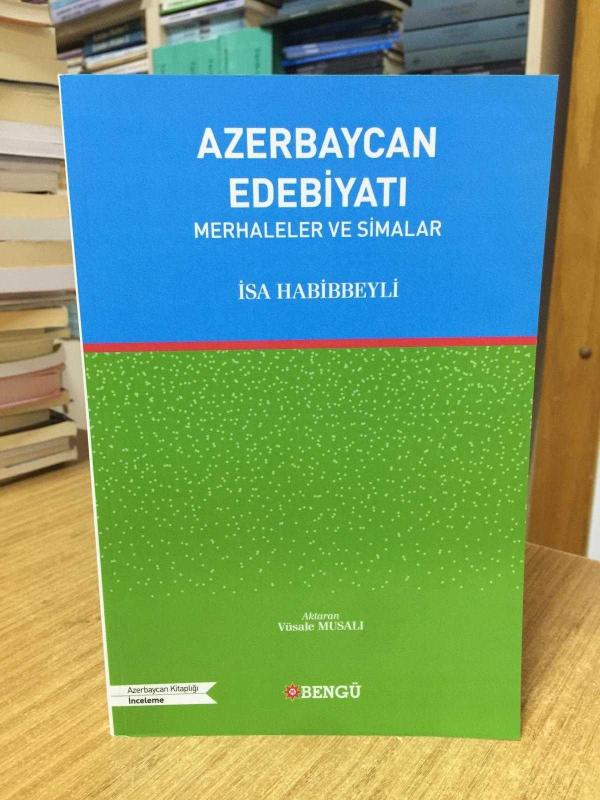 AZERBAYCAN
EDEBİYATI
MERHALELER VE SİMALAR
İSA HABİBBEYLİ
Aktaran
Vüsale MUSALI
Azerbaycan Kitaplığı
İnceleme
BENGÜ